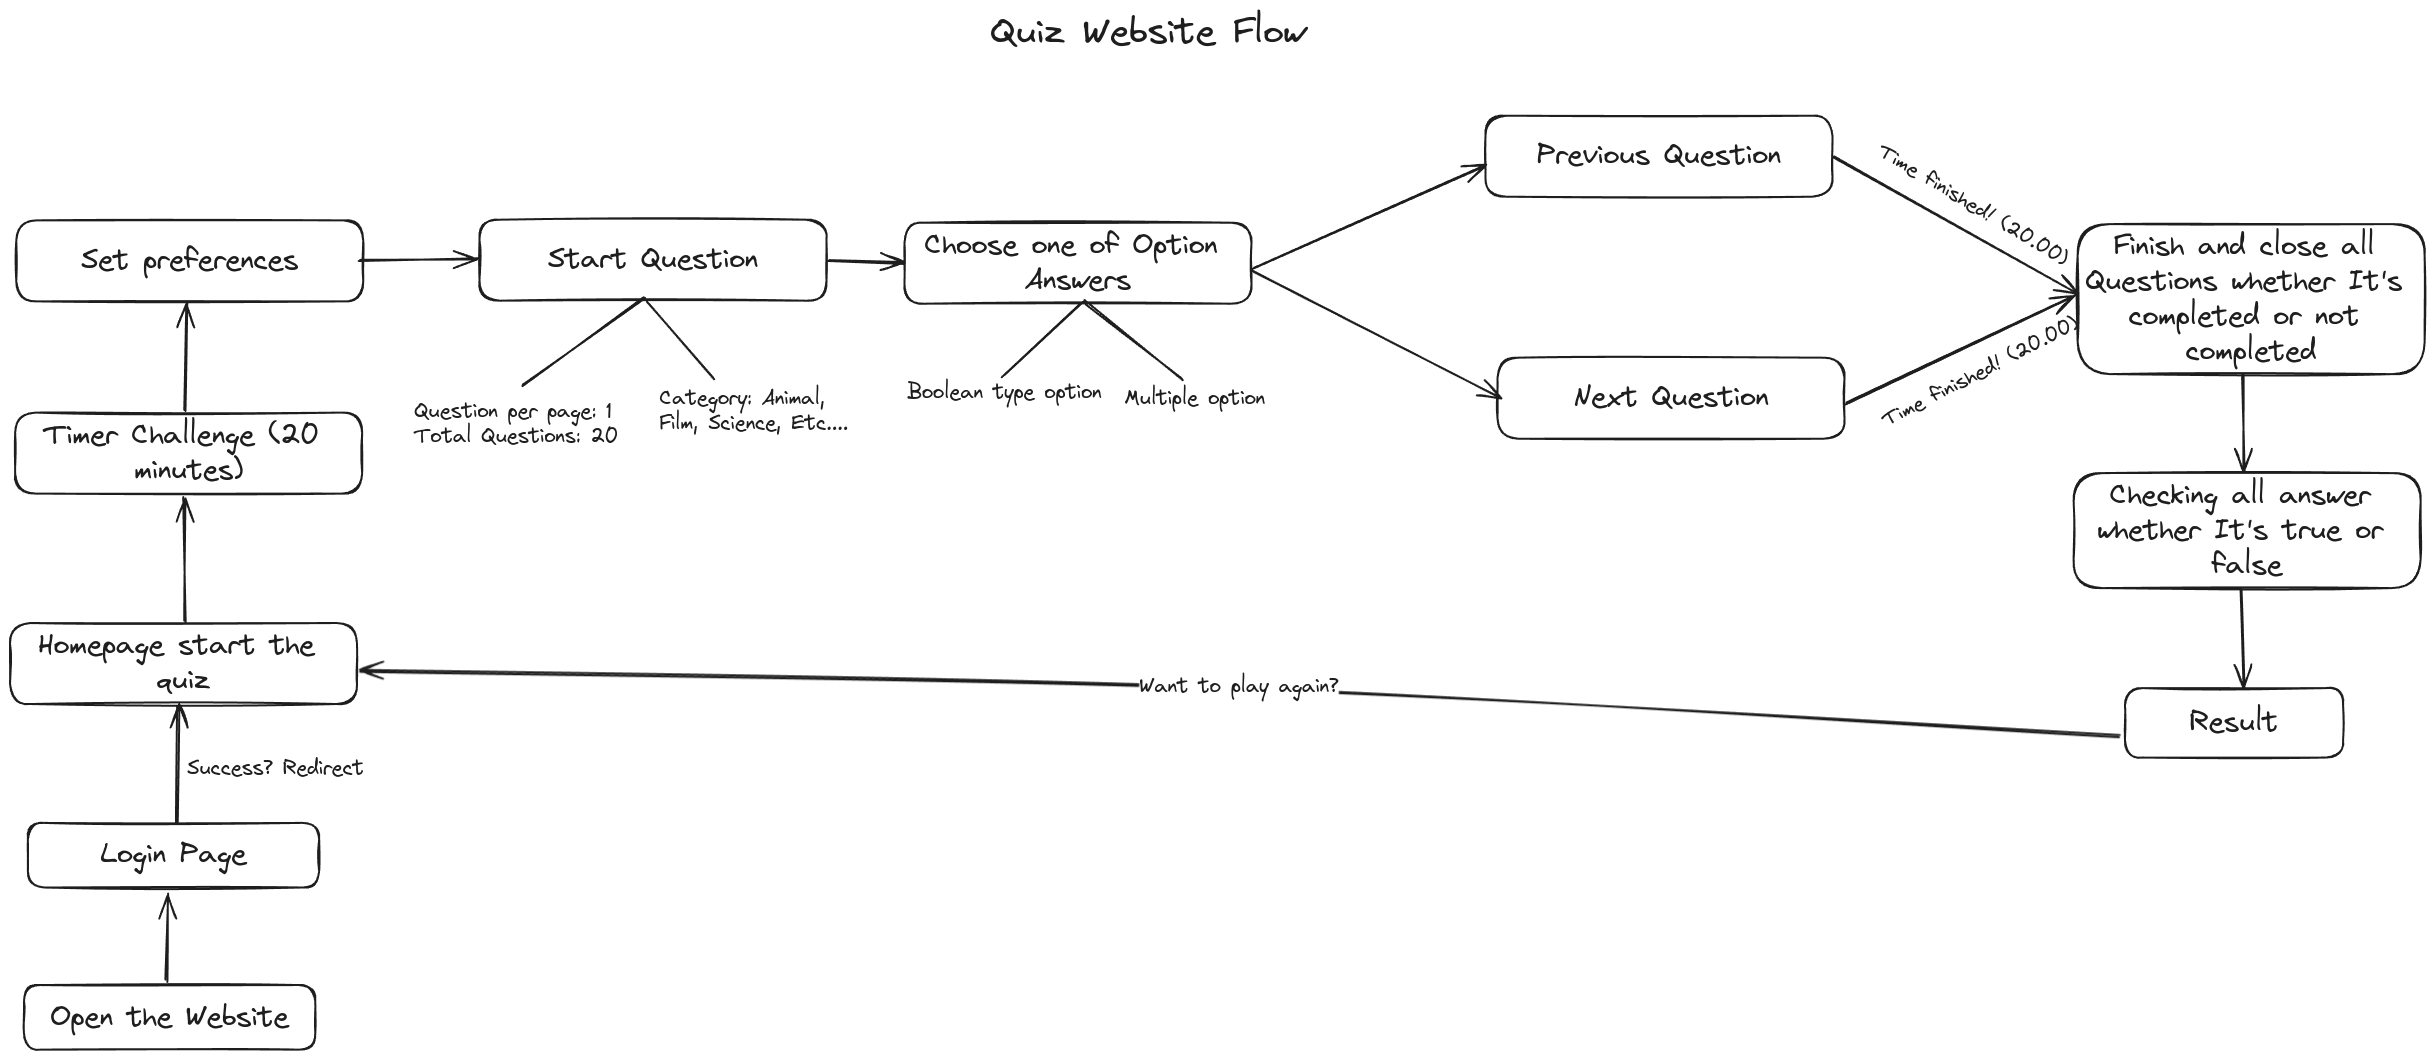 Quiz Website Flow
Previous Question
Time finished! (20.00)
Set preferences
Start Question
Choose one of Option
Answers
Finish and close all
Questions whether It's
completed or not
completed
Question per page: 1
Total Questions: 20
Category: Animal,
Film, Science, Etc....
Boolean type option
Multiple option
Next Question
Time finished! (20.00)
Timer Challenge (20
minutes)
Checking all answer
whether It's true or
false
Homepage start the
quiz
Want to play again?
Result
Success? Redirect
Login Page
Open the Website